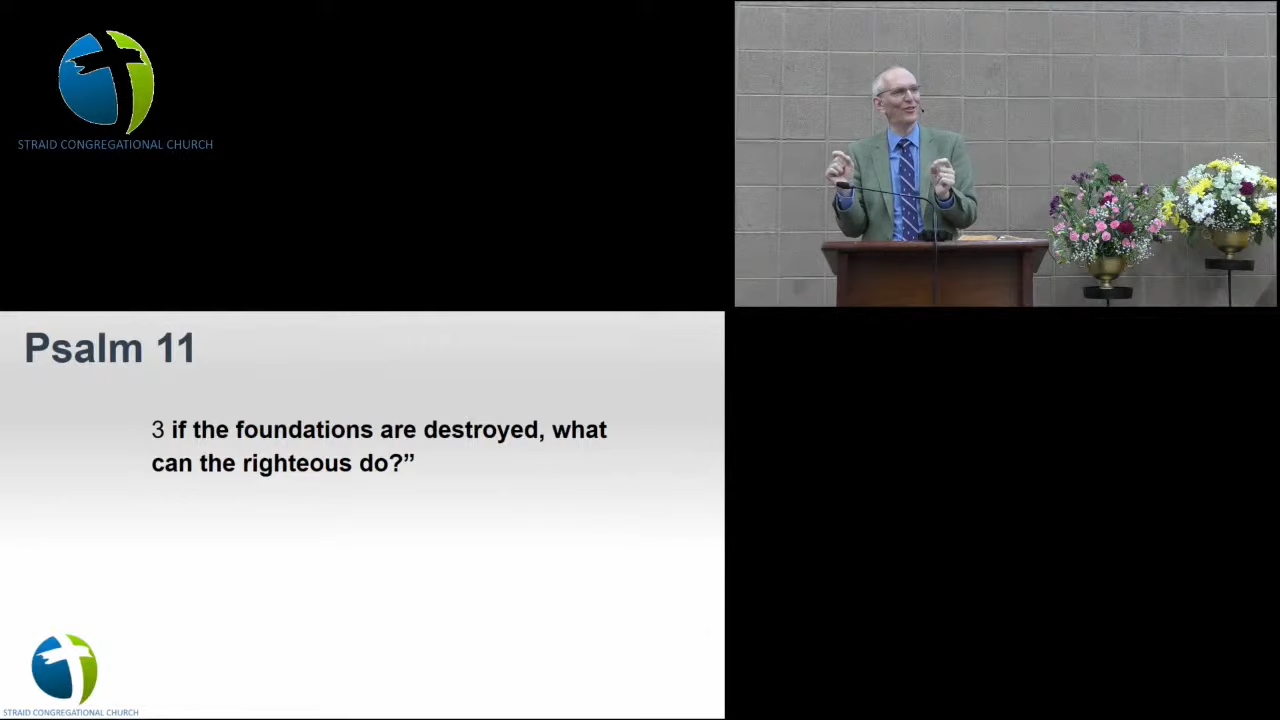 STRAID CONGREGATIONAL CHURCH
Psalm 11
3 if the foundations are destroyed, what
can the righteous do?”
STRAID CONGREGATIONAL CHURCH